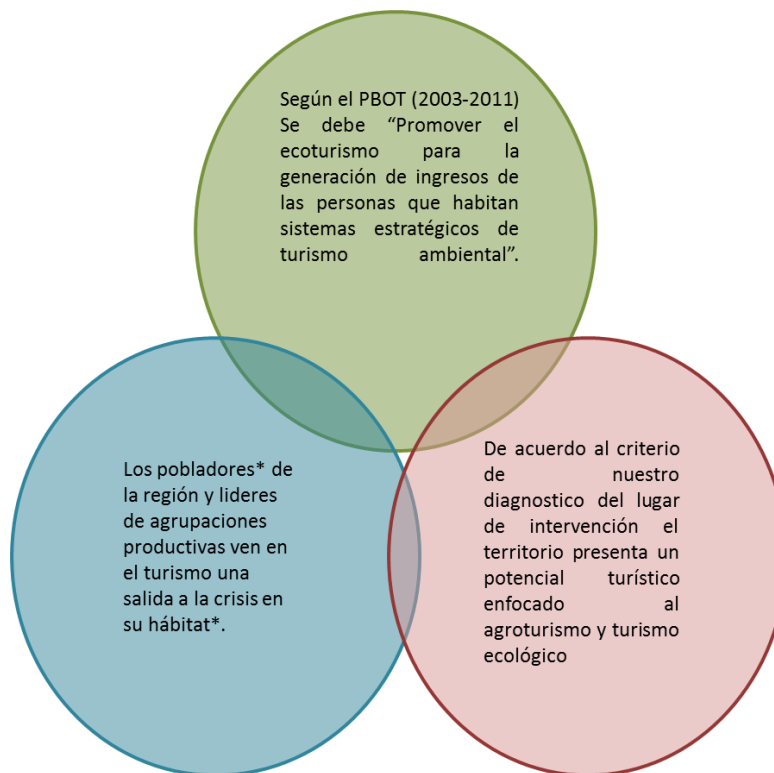 Según el PBOT (2003-2011)
Se debe “Promover el
ecoturismo para la
generación de ingresos de
las personas que habitan
sistemas estratégicos de
turismo ambiental”.
Los pobladores* de
la región y lideres
de agrupaciones
productivas ven en
el turismo una
salida a la crisis en
su hábitat*.
De acuerdo al criterio
de nuestro
diagnostico del lugar
de intervención el
territorio presenta un
potencial turístico
enfocado al
agroturismo y turismo
ecológico